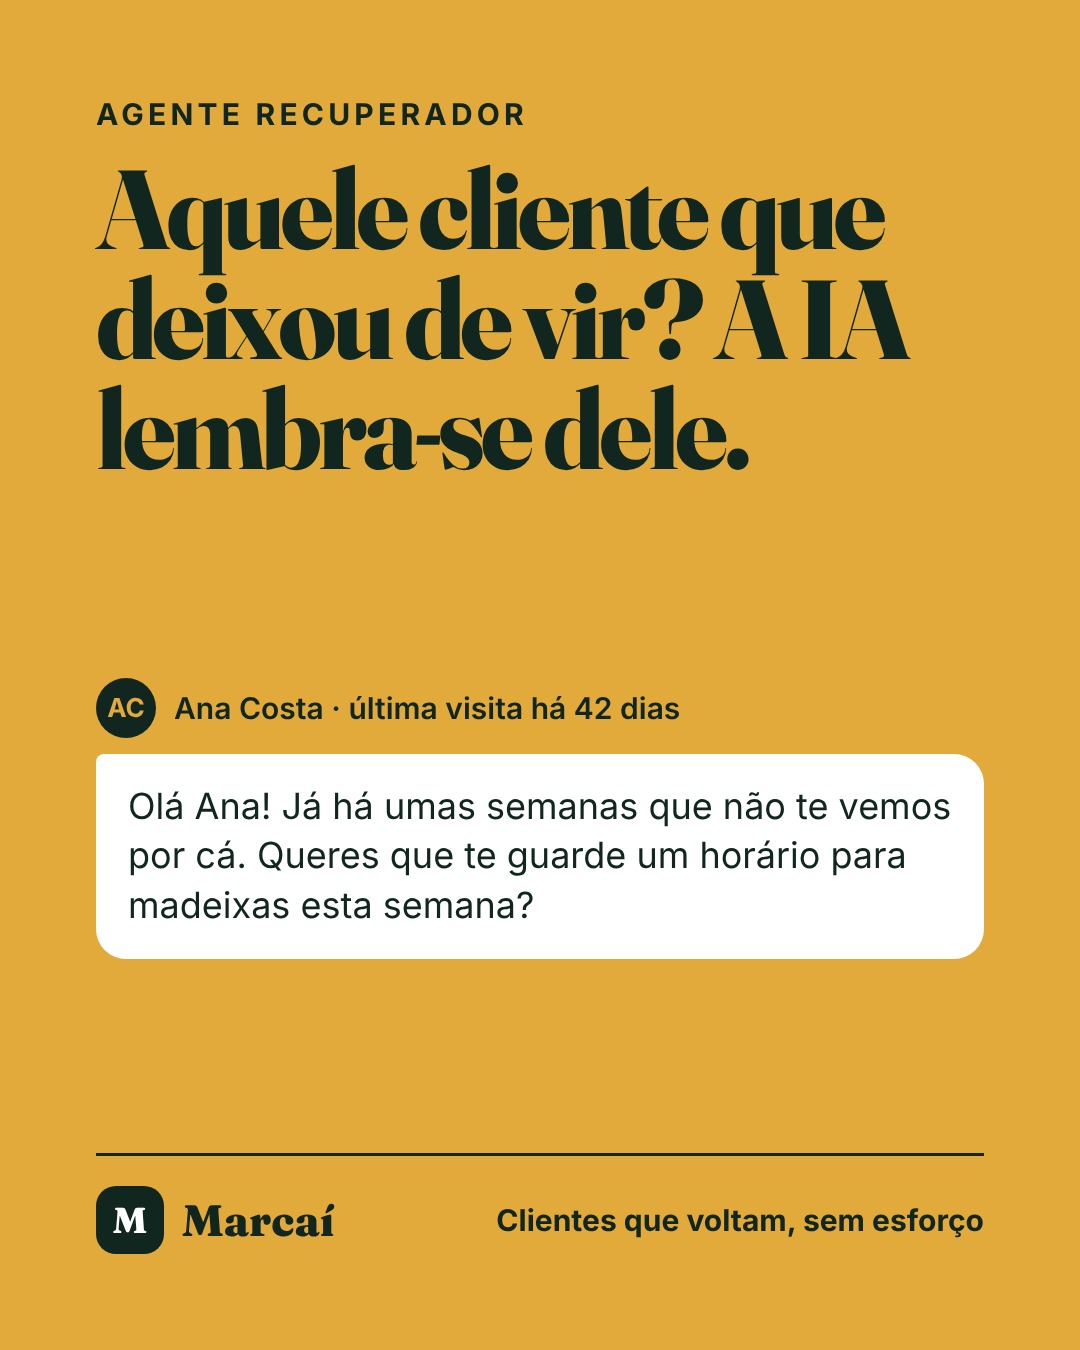 AGENTE RECUPERADOR
Aquele cliente que
deixou de vir? A IA
lembra-se dele.
AC
Ana Costa · última visita há 42 dias
Olá Ana! Já há umas semanas que não te vemos
por cá. Queres que te guarde um horário para
madeixas esta semana?
M
Marcaí
Clientes que voltam, sem esforço